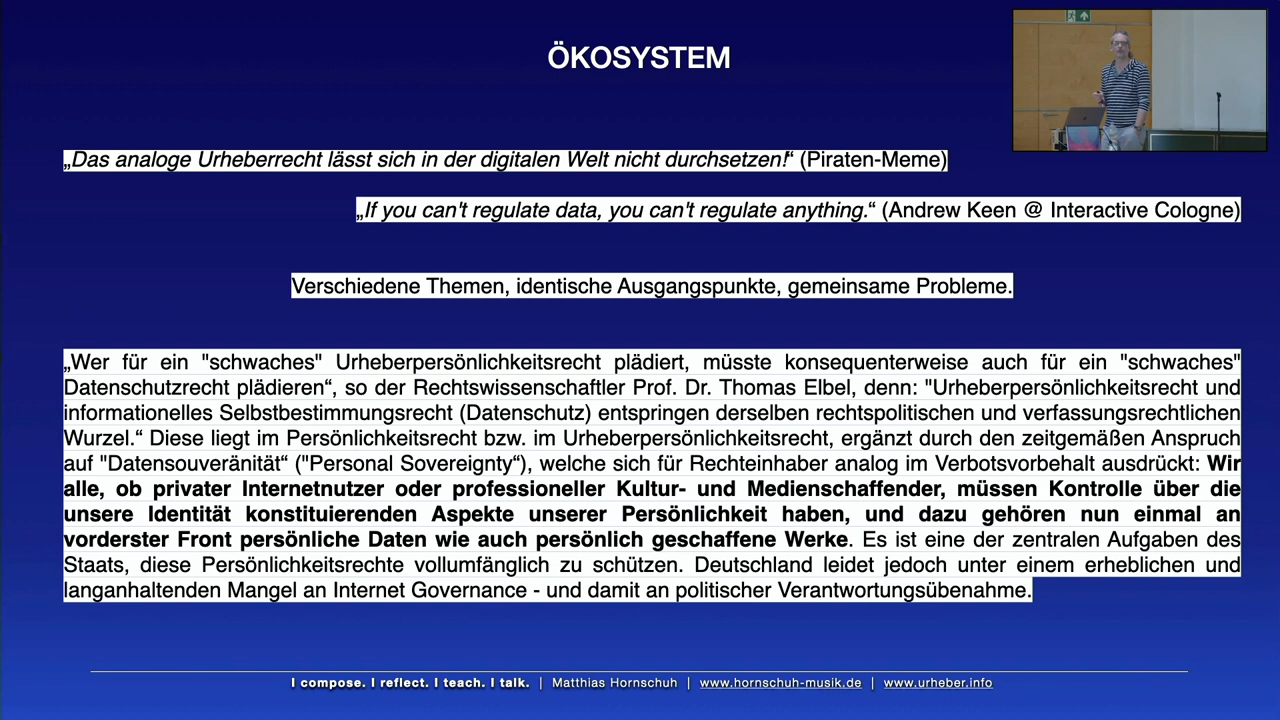 ÖKOSYSTEM
„Das analoge Urheberrecht lässt sich in der digitalen Welt nicht durchsetzen!“ (Piraten-Meme)
„If you can't regulate data, you can't regulate anything.“ (Andrew Keen @ Interactive Cologne)
Verschiedene Themen, identische Ausgangspunkte, gemeinsame Probleme.
„Wer für ein "schwaches" Urheberpersönlichkeitsrecht plädiert, müsste konsequenterweise auch für ein "schwaches"
Datenschutzrecht plädieren“, so der Rechtswissenschaftler Prof. Dr. Thomas Elbel, denn: "Urheberpersönlichkeitsrecht und
informationelles Selbstbestimmungsrecht (Datenschutz) entspringen derselben rechtspolitischen und verfassungsrechtlichen
Wurzel.“ Diese liegt im Persönlichkeitsrecht bzw. im Urheberpersönlichkeitsrecht, ergänzt durch den zeitgemäßen Anspruch
auf "Datensouveränität“ ("Personal Sovereignty“), welche sich für Rechteinhaber analog im Verbotsvorbehalt ausdrückt: Wir
alle, ob privater Internetnutzer oder professioneller Kultur- und Medienschaffender, müssen Kontrolle über die
unsere Identität konstituierenden Aspekte unserer Persönlichkeit haben, und dazu gehören nun einmal an
vorderster Front persönliche Daten wie auch persönlich geschaffene Werke. Es ist eine der zentralen Aufgaben des
Staats, diese Persönlichkeitsrechte vollumfänglich zu schützen. Deutschland leidet jedoch unter einem erheblichen und
langanhaltenden Mangel an Internet Governance - und damit an politischer Verantwortungsübenahme.
I compose. I reflect. I teach. I talk. | Matthias Hornschuh | www.hornschuh-musik.de | www.urheber.info